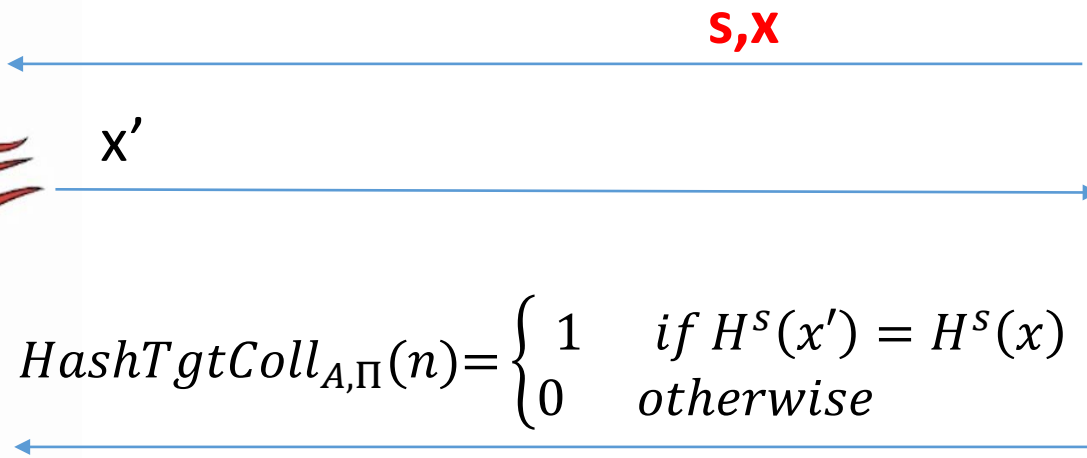 s,x
x’
𝐻𝑎𝑠ℎ𝑇𝑔𝑡𝐶𝑜𝑙𝑙_{𝐴,Π}(𝑛)= { 1 𝑖𝑓 𝐻^𝑠(𝑥′) = 𝐻^𝑠(𝑥)
0 𝑜𝑡ℎ𝑒𝑟𝑤𝑖𝑠𝑒